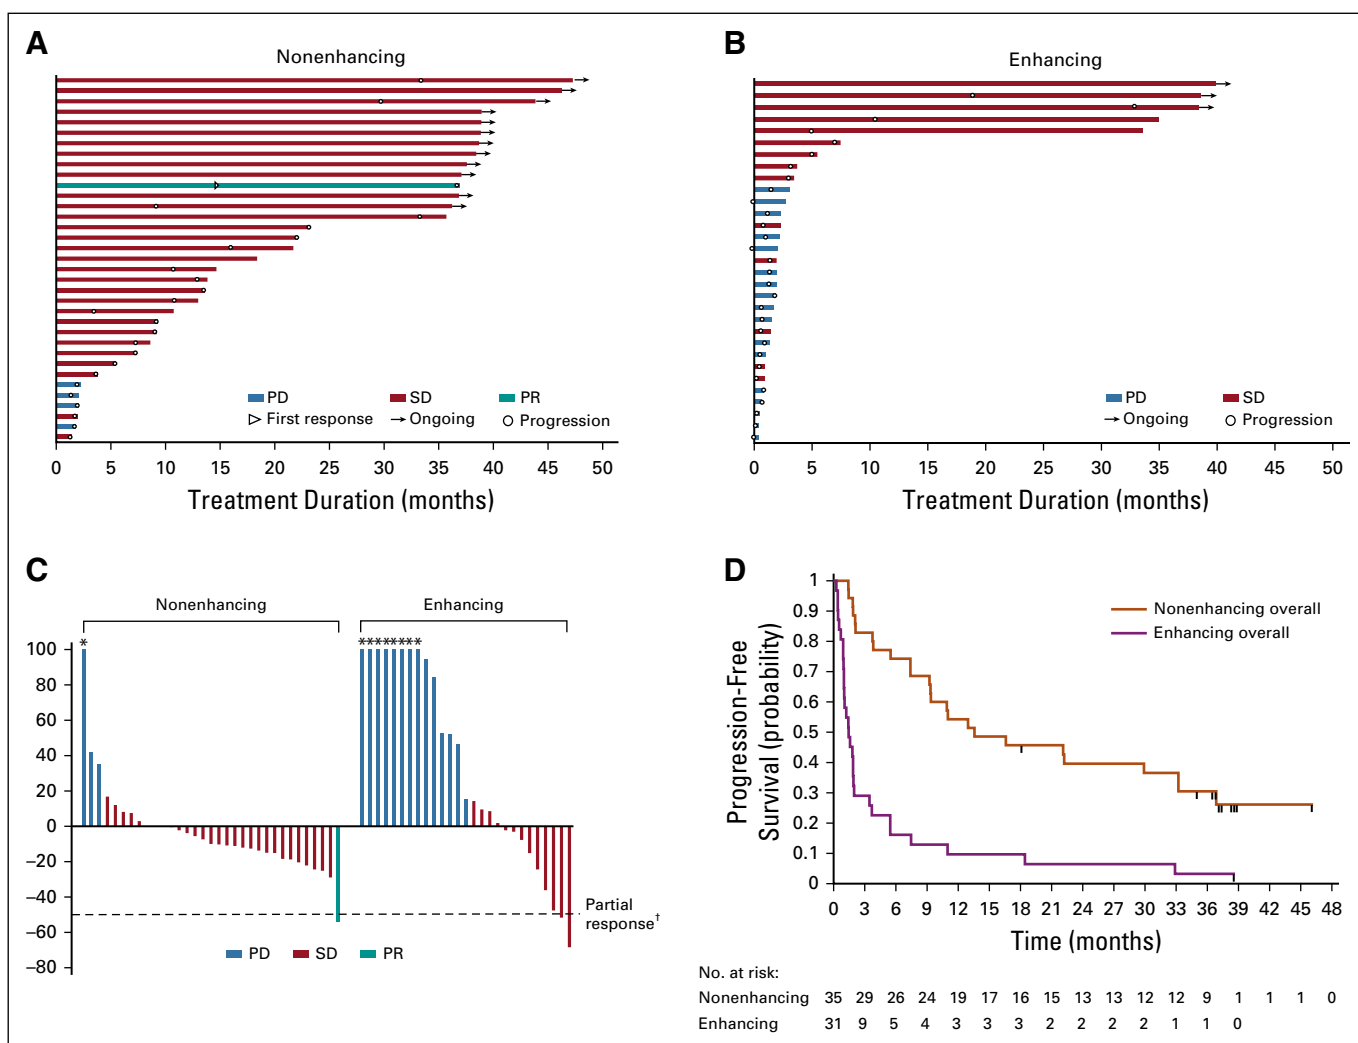 A
Nonenhancing
PD SD PR
First response Ongoing Progression
0 5 10 15 20 25 30 35 40 45 50
Treatment Duration (months)
B
Enhancing
PD SD
Ongoing Progression
0 5 10 15 20 25 30 35 40 45 50
Treatment Duration (months)
C
Nonenhancing Enhancing
* ********
100
80
60
40
20
0
–20
–40
–60
–80
Partial
response†
PD SD PR
D
Progression-Free
Survival (probability)
1
0.9
0.8
0.7
0.6
0.5
0.4
0.3
0.2
0.1
0
Nonenhancing overall
Enhancing overall
0 3 6 9 12 15 18 21 24 27 30 33 36 39 42 45 48
Time (months)
No. at risk:
Nonenhancing 35 29 26 24 19 17 16 15 13 13 12 12 9 1 1 1 0
Enhancing 31 9 5 4 3 3 3 2 2 2 2 1 1 0